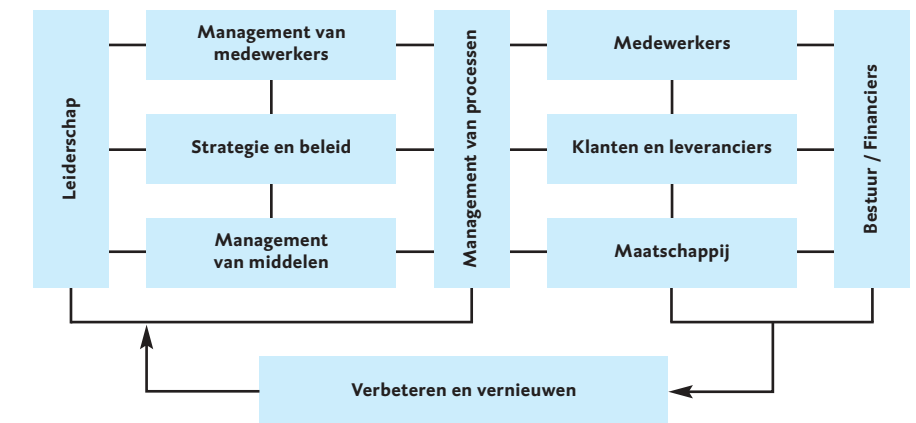 Leiderschap
Management van
medewerkers
Strategie en beleid
Management
van middelen
Management van processen
Medewerkers
Klanten en leveranciers
Maatschappij
Bestuur / Financiers
Verbeteren en vernieuwen